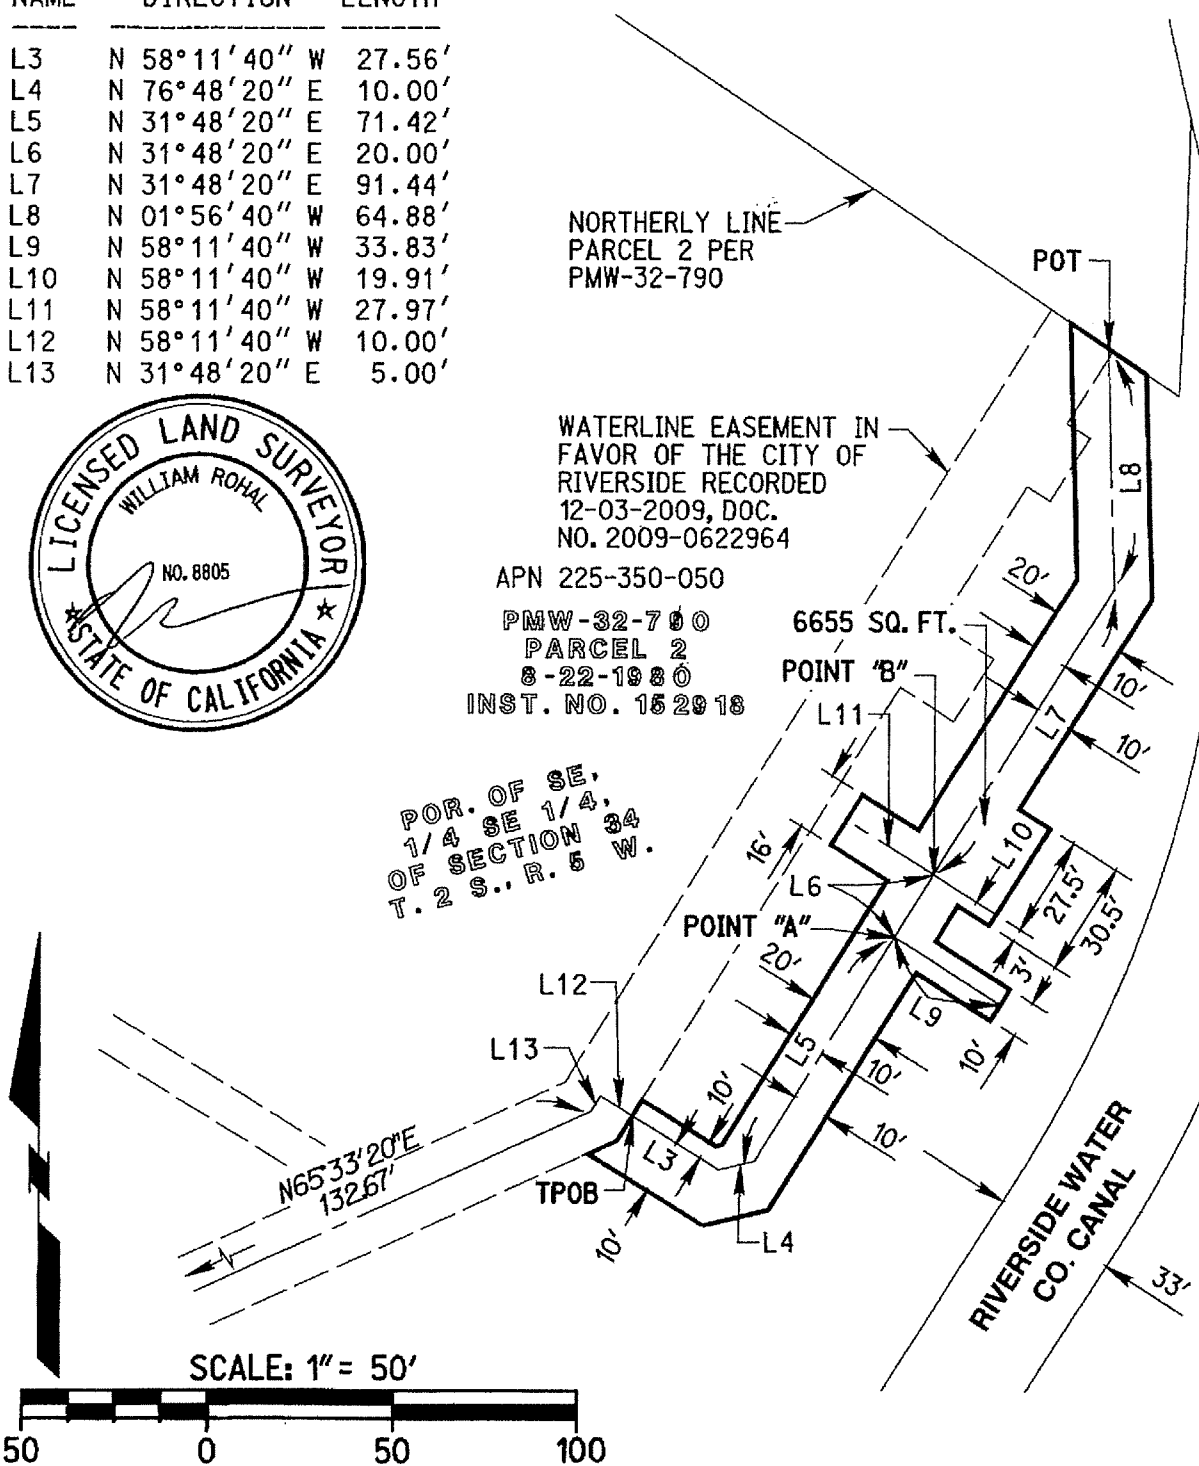 NAME DIRECTION LENGTH
L3 N 58°11'40" W 27.56'
L4 N 76°48'20" E 10.00'
L5 N 31°48'20" E 71.42'
L6 N 31°48'20" E 20.00'
L7 N 31°48'20" E 91.44'
L8 N 01°56'40" W 64.88'
L9 N 58°11'40" W 33.83'
L10 N 58°11'40" W 19.91'
L11 N 58°11'40" W 27.97'
L12 N 58°11'40" W 10.00'
L13 N 31°48'20" E 5.00'
LICENSED LAND SURVEYOR
WILLIAM ROHAL
NO. 8805
STATE OF CALIFORNIA
NORTHERLY LINE
PARCEL 2 PER
PMW-32-790
POT
WATERLINE EASEMENT IN
FAVOR OF THE CITY OF
RIVERSIDE RECORDED
12-03-2009, DOC.
NO. 2009-0622964
L8
APN 225-350-050
20'
PMW-32-790
PARCEL 2
8-22-1980
INST. NO. 152918
6655 SQ. FT.
POINT "B"
L11
10'
L7
10'
POR. OF SE,
1/4 SE 1/4,
OF SECTION 34
T. 2 S., R. 5 W.
16'
L10
L6
27.5'
30.5'
POINT "A"
20'
3'
L12
L9
L13
L5
10'
10'
10'
10'
L3
N65°33'20"E
132.67'
TPOB
10'
L4
RIVERSIDE WATER
CO. CANAL
33'
SCALE: 1" = 50'
50 0 50 100